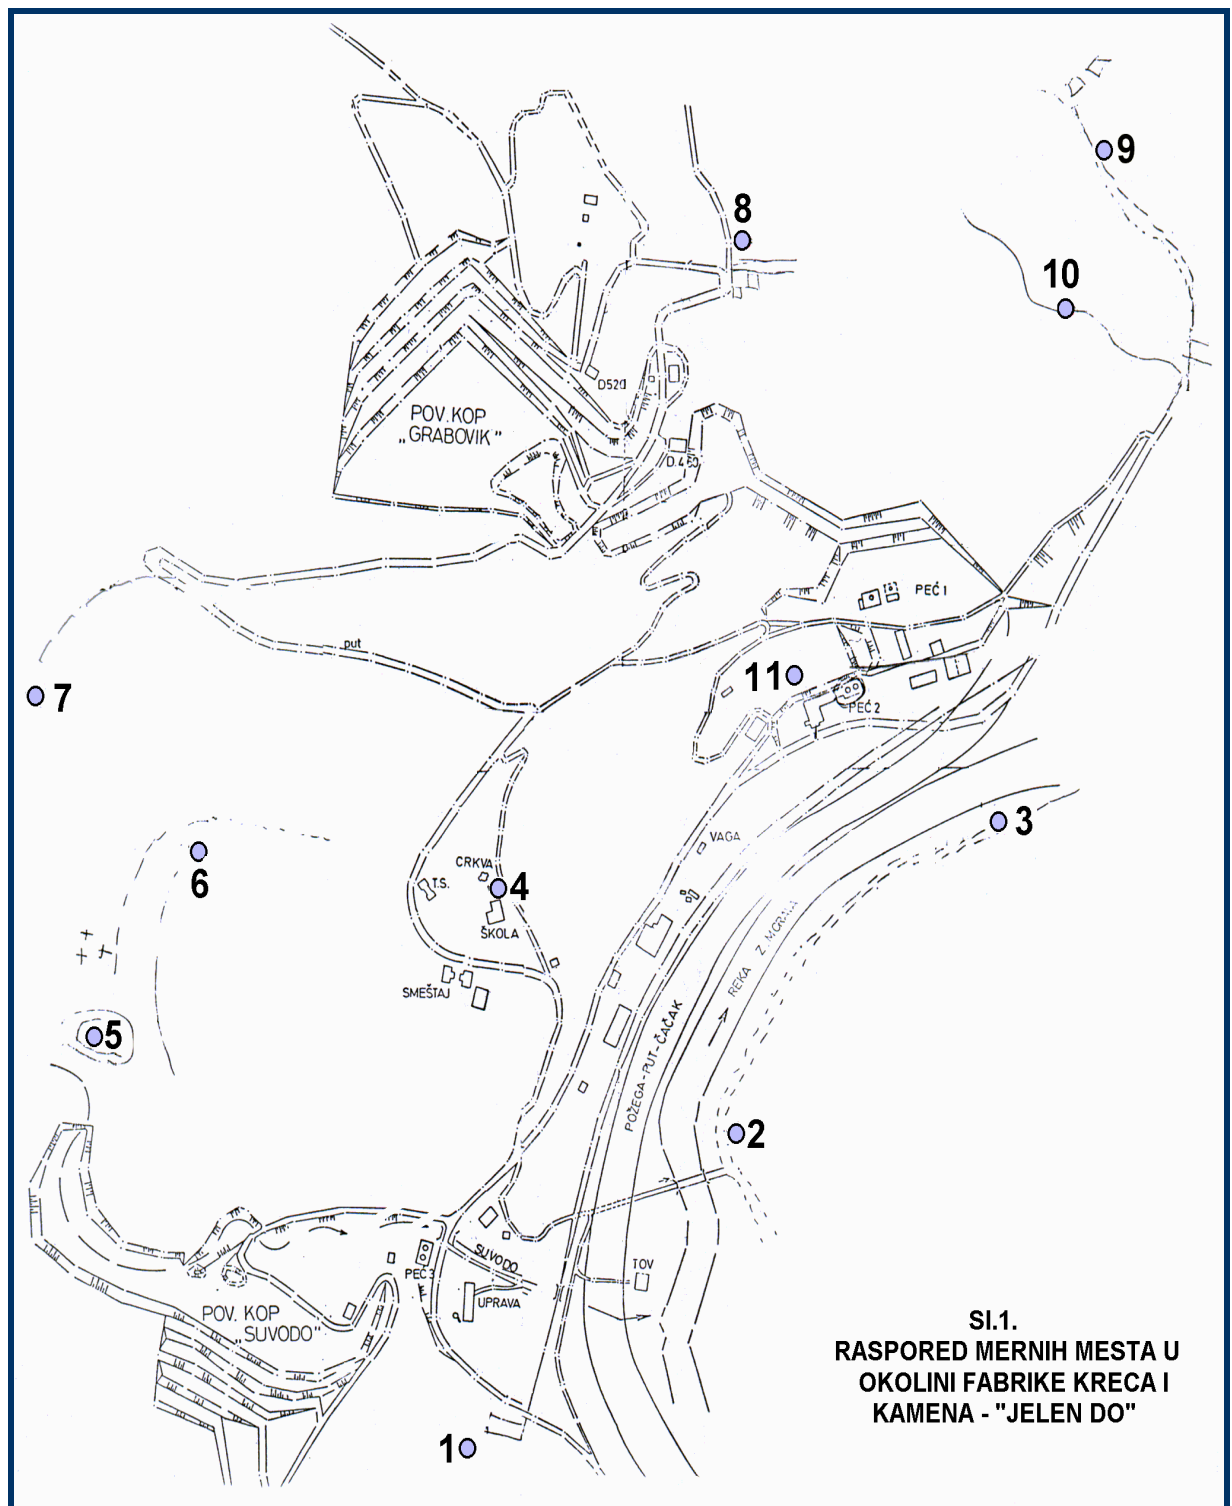 9
8
10
D520
POV. KOP
„GRABOVIK”
D.480
PEĆ 1
put
11
7
PEĆ 2
3
VAGA
6
CRKVA
T.S.
4
ŠKOLA
SMEŠTAJ
REKA Z. MORAVA
POŽEGA-PUT-ČAČAK
5
2
SUVODO
PEĆ 3
TOV
UPRAVA
POV. KOP
„SUVODO”
Sl.1.
RASPORED MERNIH MESTA U
OKOLINI FABRIKE KRECA I
KAMENA - "JELEN DO"
1